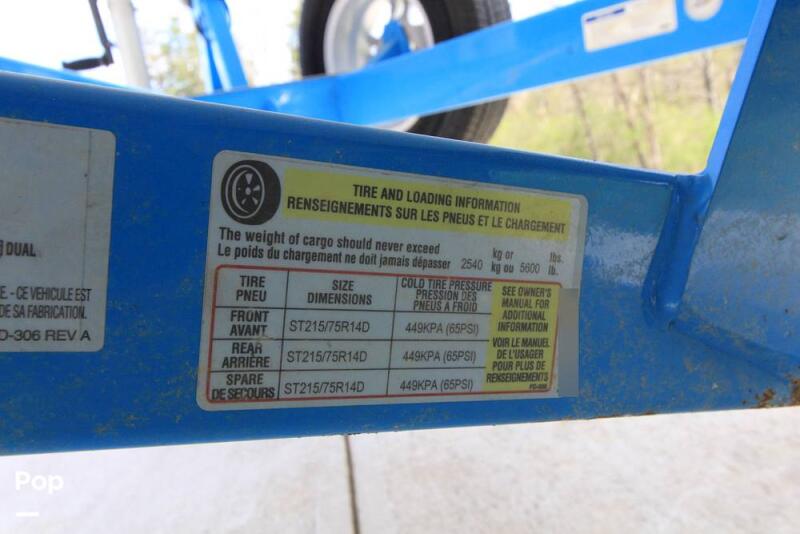 DUAL
E. - CE VEHICULE EST
DE SA FABRICATION.
D-306 REV A
TIRE AND LOADING INFORMATION
RENSEIGNEMENTS SUR LES PNEUS ET LE CHARGEMENT
The weight of cargo should never exceed kg or lbs.
Le poids du chargement ne doit jamais dépasser 2540 kg ou 5600 lb.
TIRE SIZE COLD TIRE PRESSURE
PNEU DIMENSIONS PRESSION DES
PNEUS A FROID
FRONT
AVANT ST215/75R14D 449KPA (65PSI)
REAR
ARRIÈRE ST215/75R14D 449KPA (65PSI)
SPARE
DE SECOURS ST215/75R14D 449KPA (65PSI)
SEE OWNER'S
MANUAL FOR
ADDITIONAL
INFORMATION
VOIR LE MANUEL
DE L'USAGER
POUR PLUS DE
RENSEIGNEMENTS
Pop